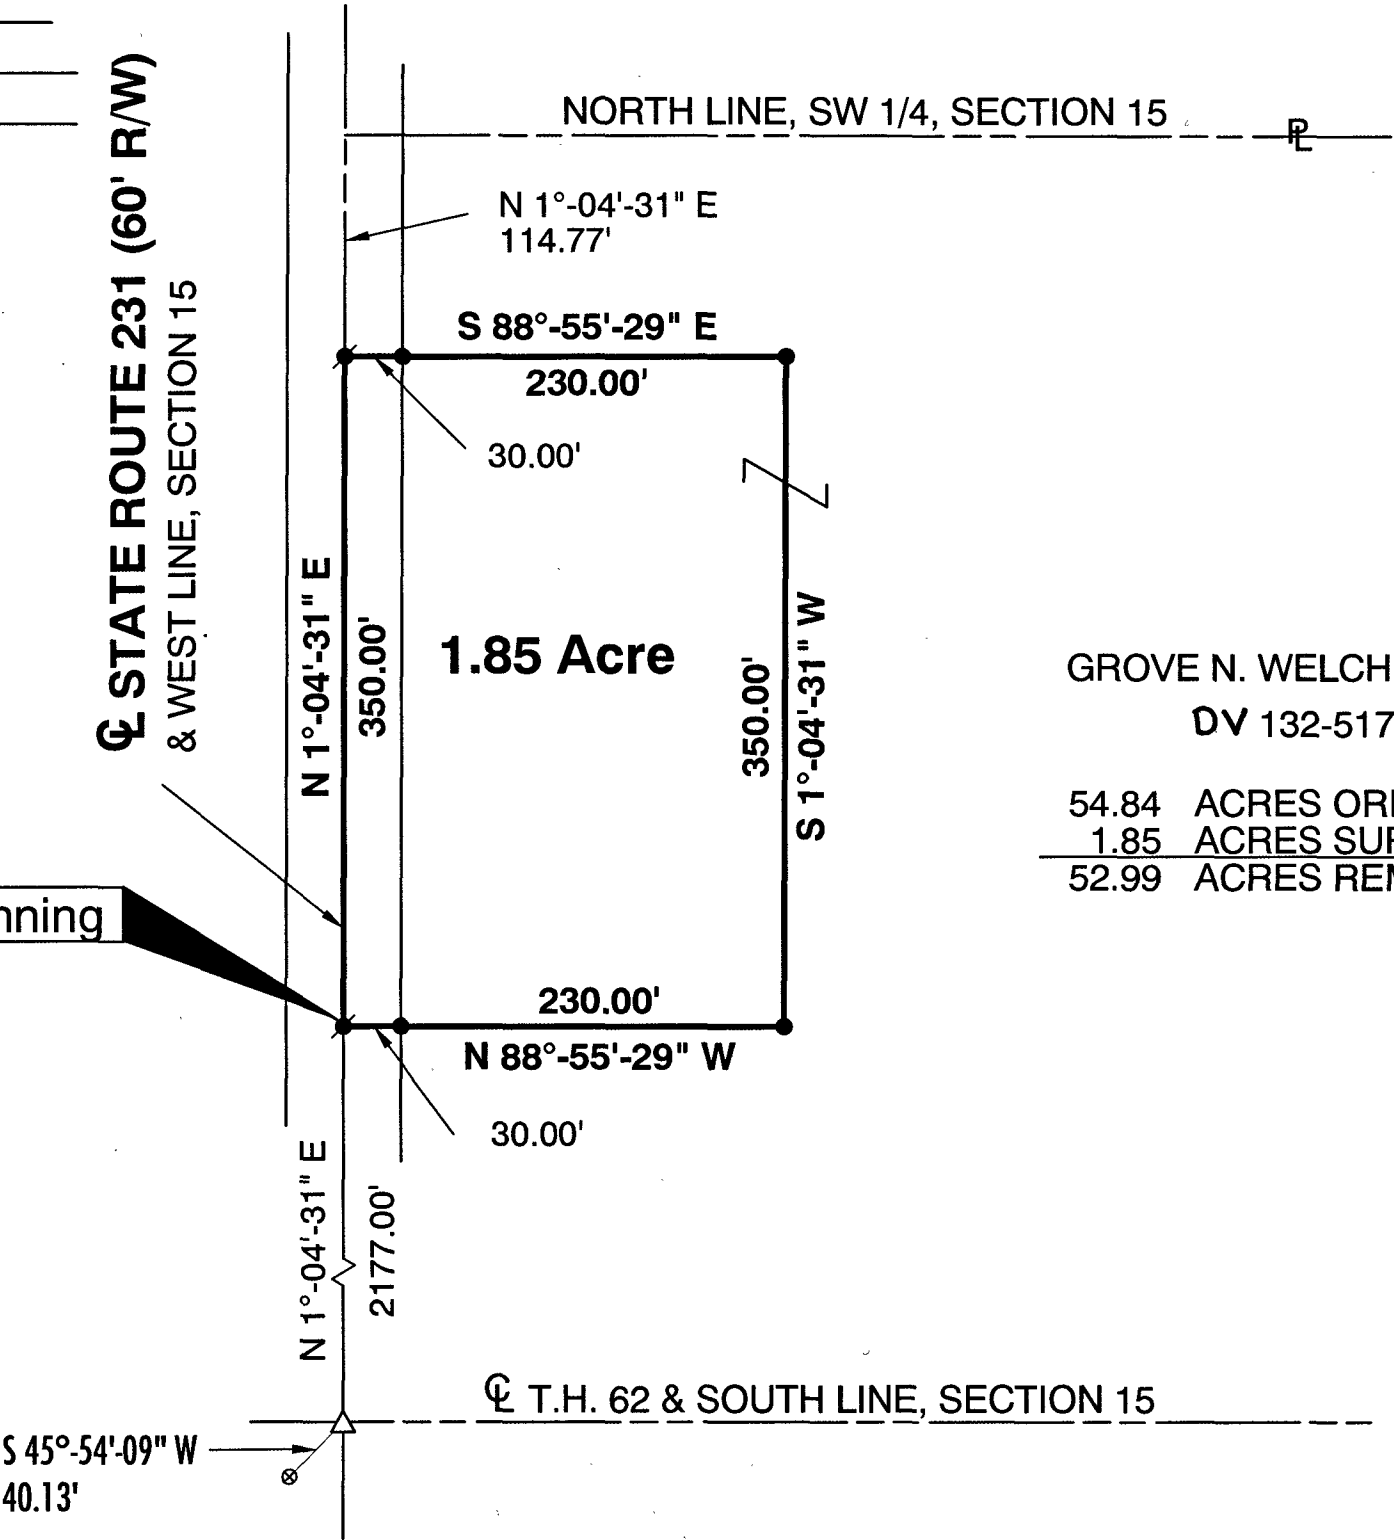 NORTH LINE, SW 1/4, SECTION 15
℄ STATE ROUTE 231 (60' R/W)
& WEST LINE, SECTION 15
N 1°-04'-31" E
114.77'
S 88°-55'-29" E
230.00'
30.00'
N 1°-04'-31" E
350.00'
1.85 Acre
350.00'
S 1°-04'-31" W
GROVE N. WELCH
DV 132-517
54.84 ACRES
1.85 ACRES
52.99 ACRES
nning
230.00'
N 88°-55'-29" W
30.00'
N 1°-04'-31" E
2177.00'
℄ T.H. 62 & SOUTH LINE, SECTION 15
S 45°-54'-09" W
40.13'